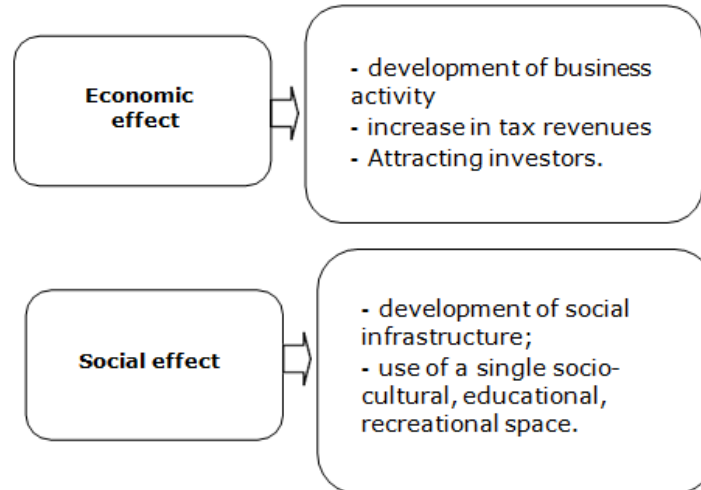 Economic
effect
- development of business
activity
- increase in tax revenues
- Attracting investors.
Social effect
- development of social
infrastructure;
- use of a single socio-
cultural, educational,
recreational space.